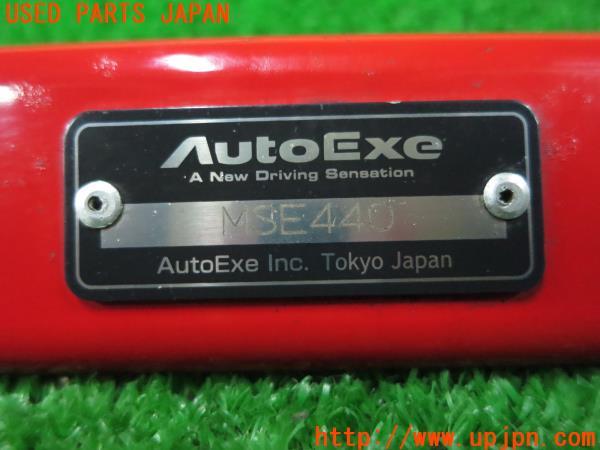 USED PARTS JAPAN
AutoExe
A New Driving Sensation
MSE440
AutoExe Inc. Tokyo Japan
http://www.upjpn.com